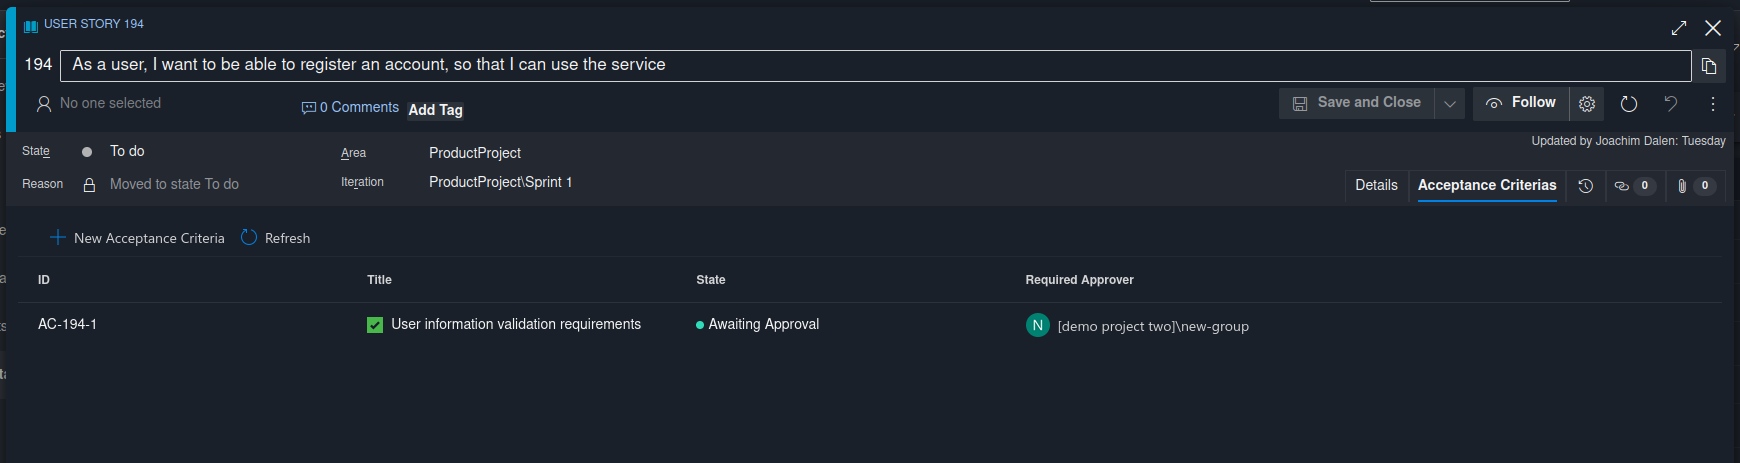 USER STORY 194
194 As a user, I want to be able to register an account, so that I can use the service
No one selected 0 Comments Add Tag Save and Close Follow
State To do Area ProductProject Updated by Joachim Dalen: Tuesday
Reason Moved to state To do Iteration ProductProject\Sprint 1 Details Acceptance Criterias 0 0
New Acceptance Criteria Refresh
ID Title State Required Approver
AC-194-1 User information validation requirements Awaiting Approval N [demo project two]\new-group